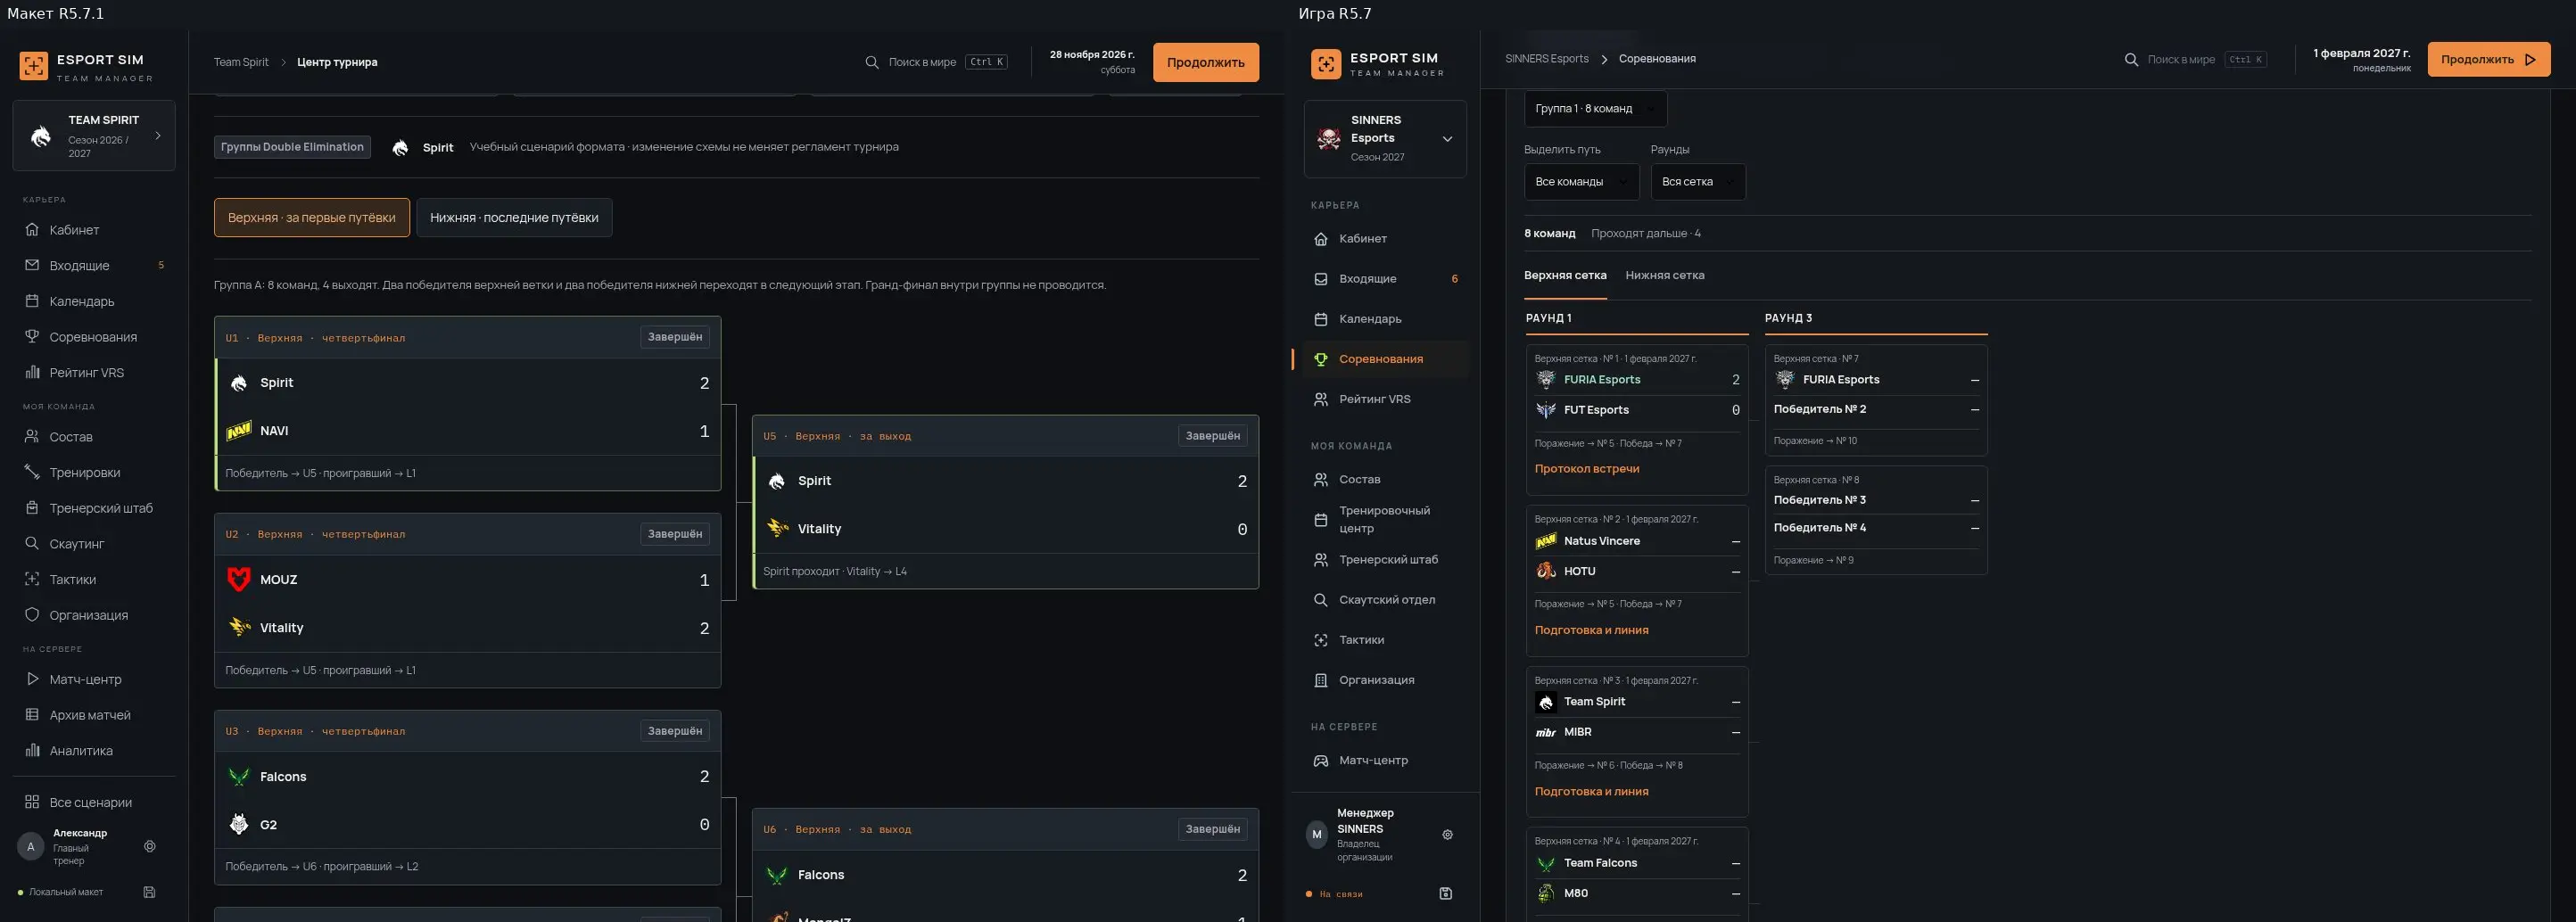 Макет R5.7.1
ESPORT SIM
TEAM MANAGER
TEAM SPIRIT
Сезон 2026 /
2027
КАРЬЕРА
Кабинет
Входящие 5
Календарь
Соревнования
Рейтинг VRS
МОЯ КОМАНДА
Состав
Тренировки
Тренерский штаб
Скаутинг
Тактики
Организация
НА СЕРВЕРЕ
Матч-центр
Архив матчей
Аналитика
Все сценарии
А
Александр
Главный
тренер
Локальный макет
Team Spirit > Центр турнира
Поиск в мире Ctrl K
28 ноября 2026 г.
суббота
Продолжить
Группы Double Elimination Spirit Учебный сценарий формата · изменение схемы не меняет регламент турнира
Верхняя · за первые путёвки Нижняя · последние путёвки
Группа A: 8 команд, 4 выходят. Два победителя верхней ветки и два победителя нижней переходят в следующий этап. Гранд-финал внутри группы не проводится.
U1 · Верхняя · четвертьфинал Завершён
Spirit 2
NAVI 1
Победитель → U5 · проигравший → L1
U2 · Верхняя · четвертьфинал Завершён
MOUZ 1
Vitality 2
Победитель → U5 · проигравший → L1
U3 · Верхняя · четвертьфинал Завершён
Falcons 2
G2 0
Победитель → U6 · проигравший → L2
U5 · Верхняя · за выход Завершён
Spirit 2
Vitality 0
Spirit проходит · Vitality → L4
U6 · Верхняя · за выход Завершён
Falcons 2
Игра R5.7
ESPORT SIM
TEAM MANAGER
SINNERS
Esports
Сезон 2027
КАРЬЕРА
Кабинет
Входящие 6
Календарь
Соревнования
Рейтинг VRS
МОЯ КОМАНДА
Состав
Тренировочный
центр
Тренерский штаб
Скаутский отдел
Тактики
Организация
НА СЕРВЕРЕ
Матч-центр
М
Менеджер
SINNERS
Владелец
организации
На связи
SINNERS Esports > Соревнования
Поиск в мире Ctrl K
1 февраля 2027 г.
понедельник
Продолжить
Группа 1 · 8 команд
Выделить путь Раунды
Все команды Вся сетка
8 команд Проходят дальше · 4
Верхняя сетка Нижняя сетка
РАУНД 1
Верхняя сетка · № 1 · 1 февраля 2027 г.
FURIA Esports 2
FUT Esports 0
Поражение → № 5 · Победа → № 7
Протокол встречи
Верхняя сетка · № 2 · 1 февраля 2027 г.
Natus Vincere –
HOTU –
Поражение → № 5 · Победа → № 7
Подготовка и линия
Верхняя сетка · № 3 · 1 февраля 2027 г.
Team Spirit –
mibr MIBR –
Поражение → № 6 · Победа → № 8
Подготовка и линия
Верхняя сетка · № 4 · 1 февраля 2027 г.
Team Falcons –
M80 –
РАУНД 3
Верхняя сетка · № 7
FURIA Esports –
Победитель № 2 –
Поражение → № 10
Верхняя сетка · № 8
Победитель № 3 –
Победитель № 4 –
Поражение → № 9